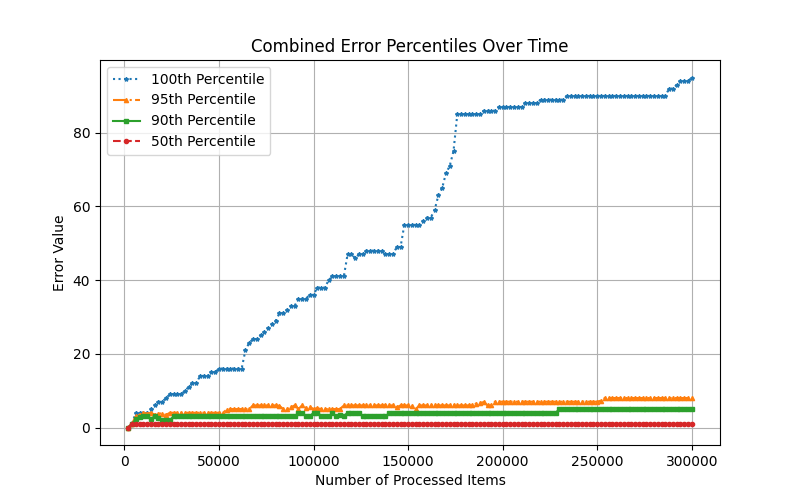 Combined Error Percentiles Over Time
100th Percentile
95th Percentile
90th Percentile
50th Percentile
Error Value
80
60
40
20
0
0 50000 100000 150000 200000 250000 300000
Number of Processed Items